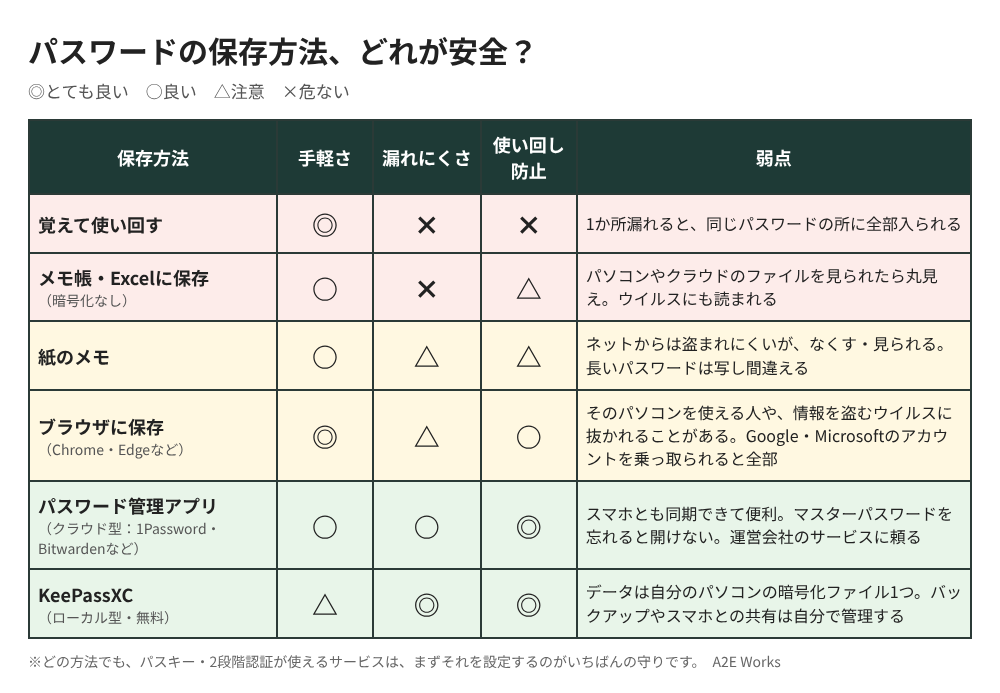 パスワードの保存方法、どれが安全？
◎とても良い　○良い　△注意　×危ない
保存方法
手軽さ
漏れにくさ
使い回し
防止
弱点
覚えて使い回す
◎
×
×
1か所漏れると、同じパスワードの所に全部入られる
メモ帳・Excelに保存
（暗号化なし）
○
×
△
パソコンやクラウドのファイルを見られたら丸見
え。ウイルスにも読まれる
紙のメモ
○
△
△
ネットからは盗まれにくいが、なくす・見られる。
長いパスワードは写し間違える
ブラウザに保存
（Chrome・Edgeなど）
◎
△
○
そのパソコンを使える人や、情報を盗むウイルスに
抜かれることがある。Google・Microsoftのアカウ
ントを乗っ取られると全部
パスワード管理アプリ
（クラウド型：1Password・
Bitwardenなど）
○
○
◎
スマホとも同期できて便利。マスターパスワードを
忘れると開けない。運営会社のサービスに頼る
KeePassXC
（ローカル型・無料）
△
◎
◎
データは自分のパソコンの暗号化ファイル1つ。バッ
クアップやスマホとの共有は自分で管理する
※どの方法でも、パスキー・2段階認証が使えるサービスは、まずそれを設定するのがいちばんの守りです。 A2E Works